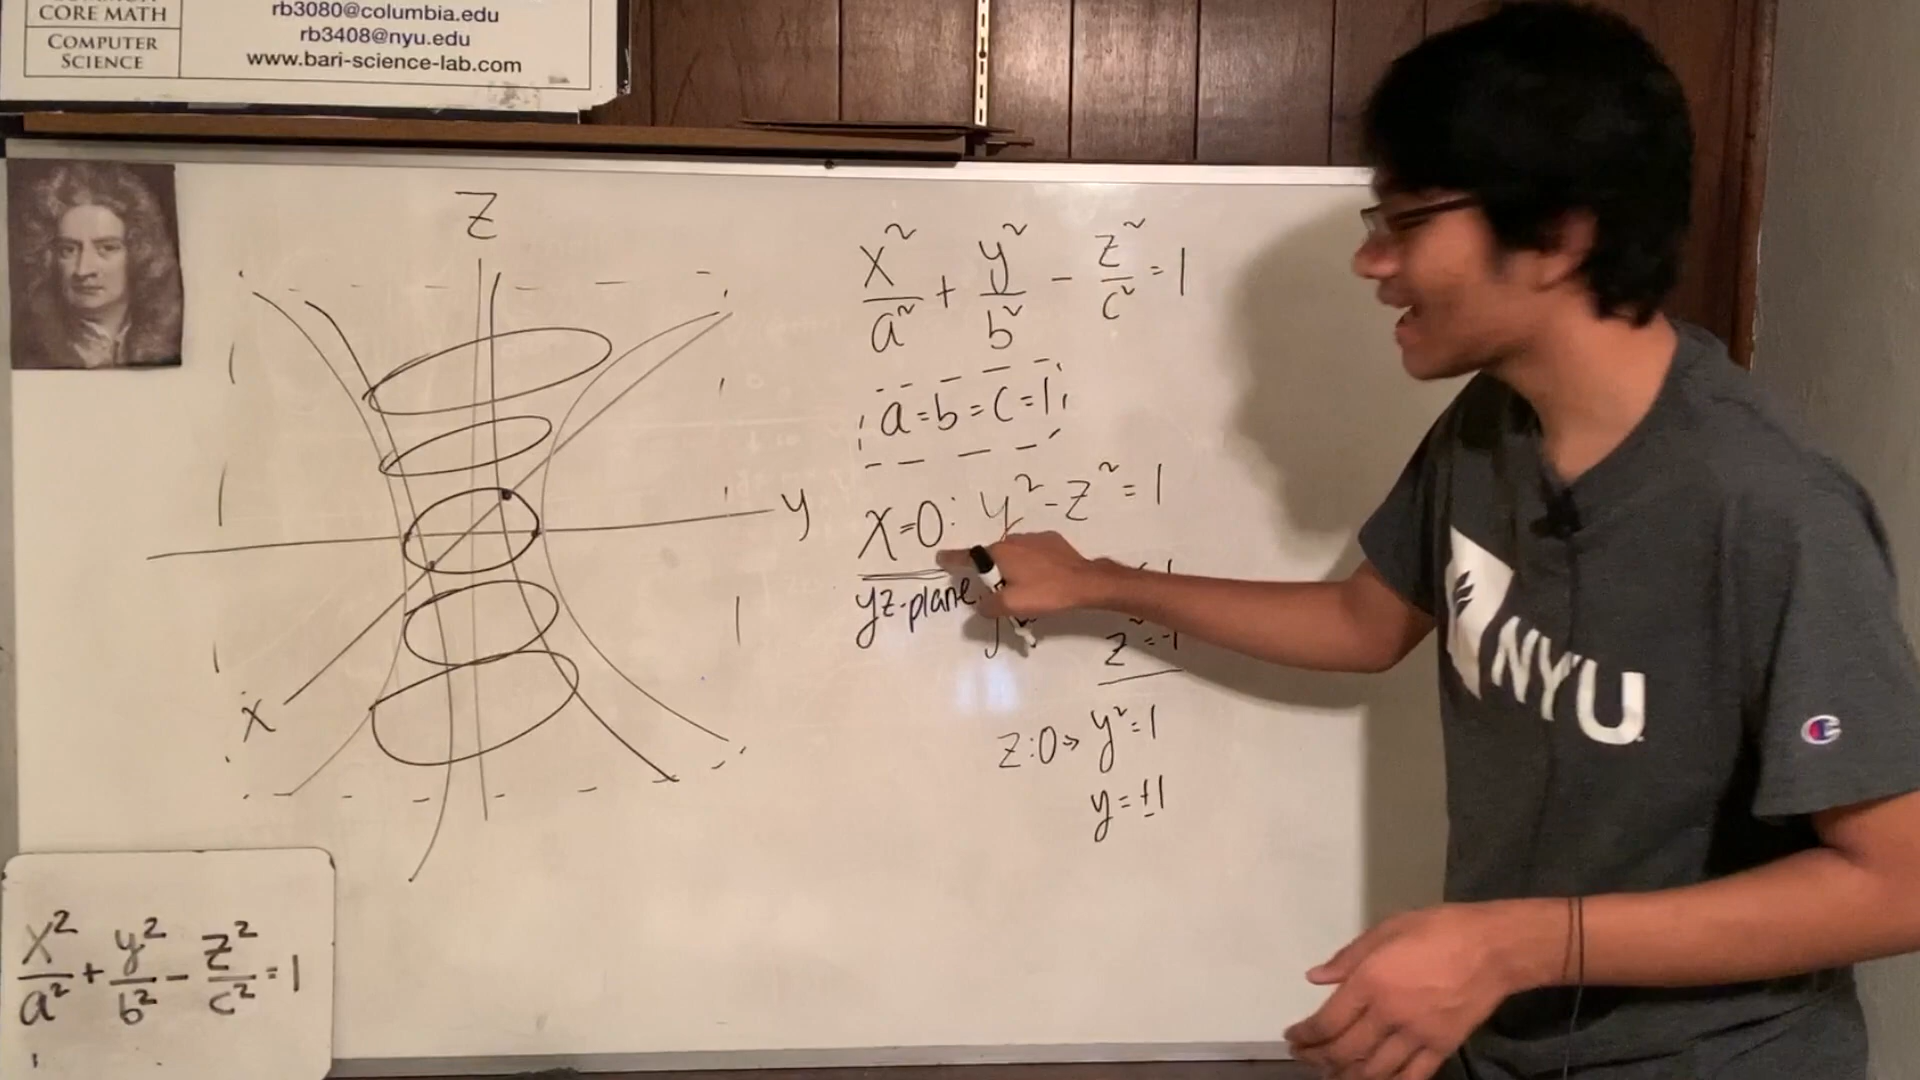 CORE MATH
COMPUTER
SCIENCE
rb3080@columbia.edu
rb3408@nyu.edu
www.bari-science-lab.com
Z
y
x
x²/a² + y²/b² - z²/c² = 1
a=b=c=1
x=0: y²-z²=1
yz-plane
z²=-1
z:0⇒ y²=1
y=±1
NYU
x²/a² + y²/b² - z²/c² = 1